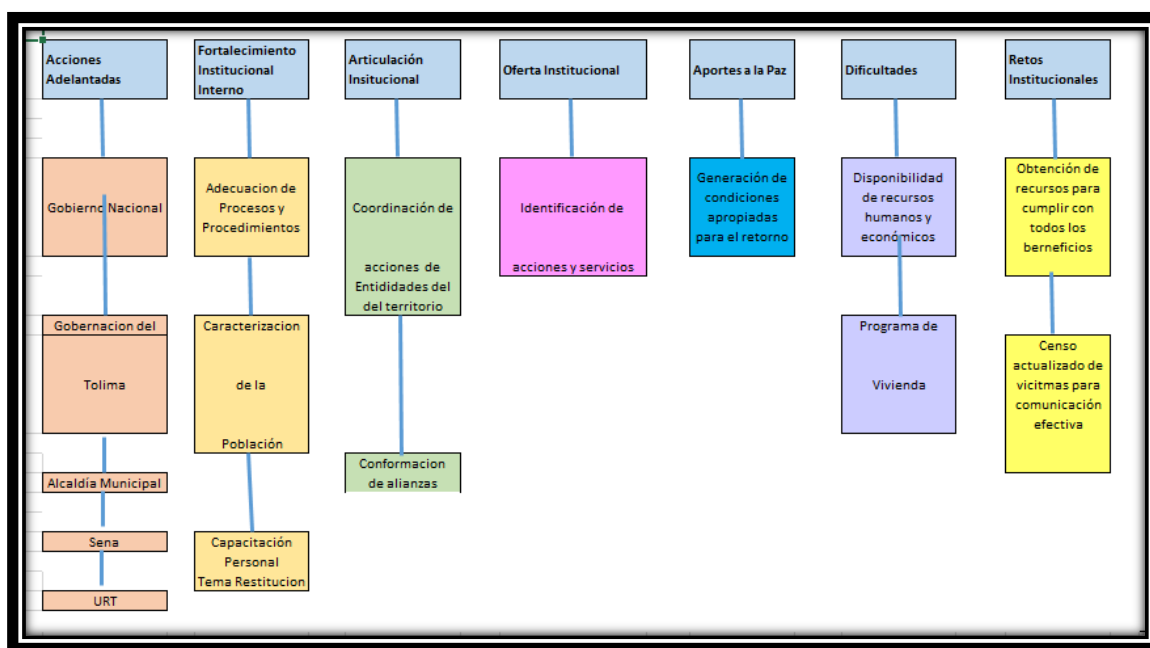 Acciones
Adelantadas
Gobierno Nacional
Gobernacion del
Tolima
Alcaldía Municipal
Sena
URT
Fortalecimiento
Institucional
Interno
Adecuacion de
Procesos y
Procedimientos
Caracterizacion
de la
Población
Capacitación
Personal
Tema Restitucion
Articulación
Insitucional
Coordinación de
acciones de
Entididades del
del territorio
Conformacion
de alianzas
Oferta Institucional
Identificación de
acciones y servicios
Aportes a la Paz
Generación de
condiciones
apropiadas
para el retorno
Dificultades
Disponibilidad
de recursos
humanos y
económicos
Programa de
Vivienda
Retos
Institucionales
Obtención de
recursos para
cumplir con
todos los
berneficios
Censo
actualizado de
vicitmas para
comunicación
efectiva